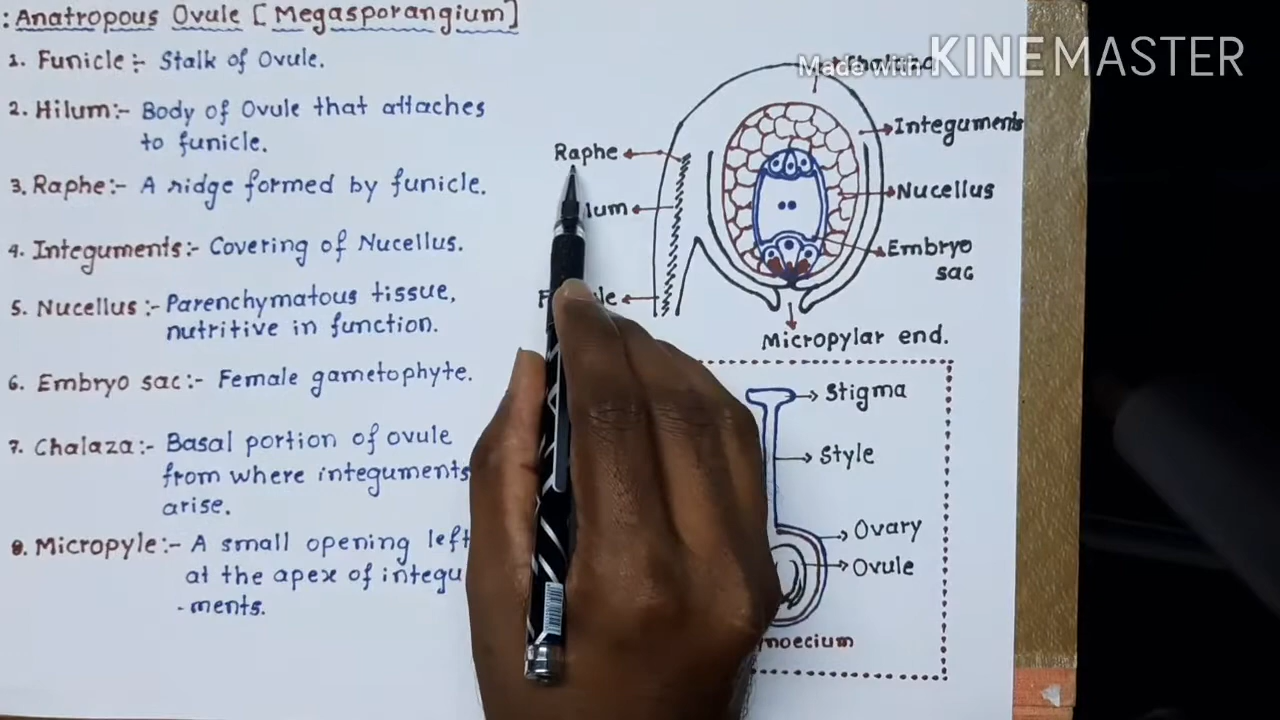 : Anatropous Ovule [Megasporangium]
1. Funicle :- Stalk of Ovule.
2. Hilum :- Body of Ovule that attaches
to funicle.
3. Raphe :- A ridge formed by funicle.
4. Integuments :- Covering of Nucellus.
5. Nucellus :- Parenchymatous tissue,
nutritive in function.
6. Embryo sac :- Female gametophyte.
7. Chalaza :- Basal portion of ovule
from where integuments
arise.
8. Micropyle :- A small opening left
at the apex of integu
-ments.
Made with KINEMASTER
Integuments
Raphe
Nucellus
lum
Embryo
sac
Micropylar end.
Stigma
Style
Ovary
Ovule
noecium